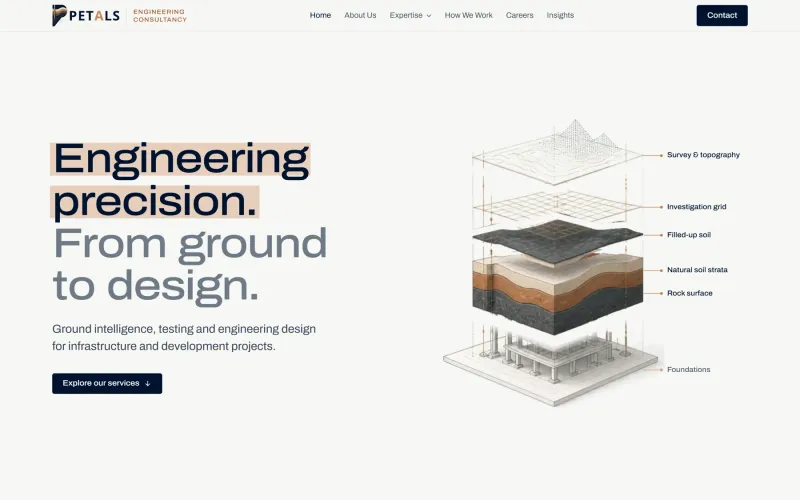 PETALS
ENGINEERING
CONSULTANCY
Home
About Us
Expertise
How We Work
Careers
Insights
Contact
Engineering
precision.
From ground
to design.
Ground intelligence, testing and engineering design
for infrastructure and development projects.
Explore our services ↓
Survey & topography
Investigation grid
Filled-up soil
Natural soil strata
Rock surface
Foundations